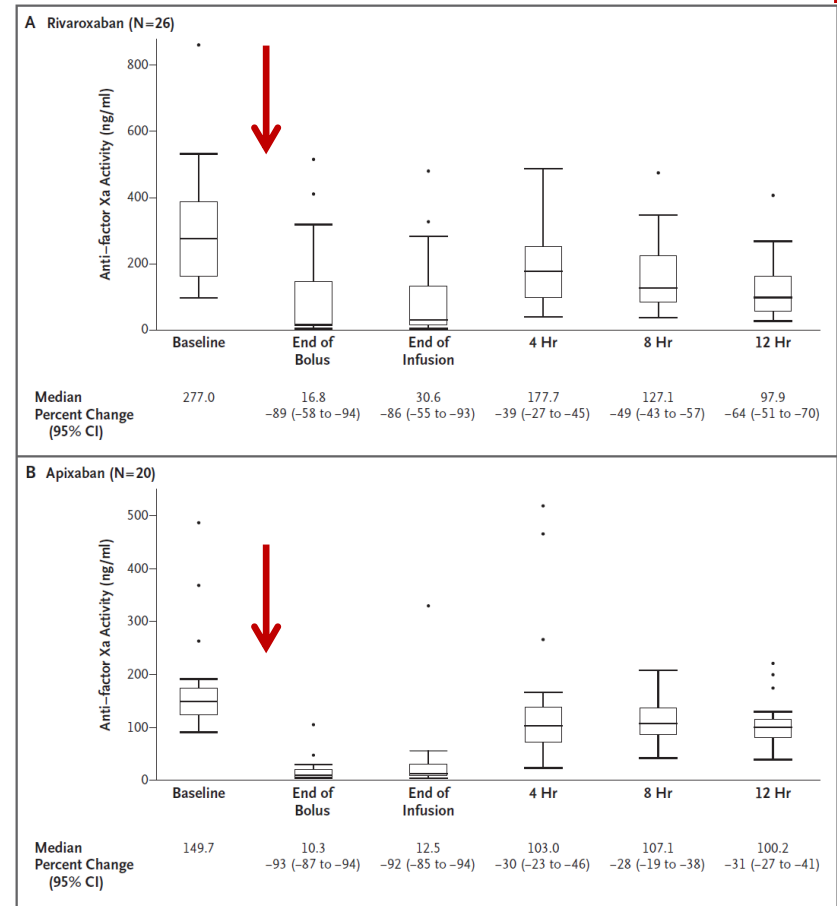 A Rivaroxaban (N=26)
Anti–factor Xa Activity (ng/ml)
800
600
400
200
0
Baseline End of Bolus End of Infusion 4 Hr 8 Hr 12 Hr
Median 277.0 16.8 30.6 177.7 127.1 97.9
Percent Change −89 (−58 to −94) −86 (−55 to −93) −39 (−27 to −45) −49 (−43 to −57) −64 (−51 to −70)
(95% CI)
B Apixaban (N=20)
Anti–factor Xa Activity (ng/ml)
500
400
300
200
100
0
Baseline End of Bolus End of Infusion 4 Hr 8 Hr 12 Hr
Median 149.7 10.3 12.5 103.0 107.1 100.2
Percent Change −93 (−87 to −94) −92 (−85 to −94) −30 (−23 to −46) −28 (−19 to −38) −31 (−27 to −41)
(95% CI)